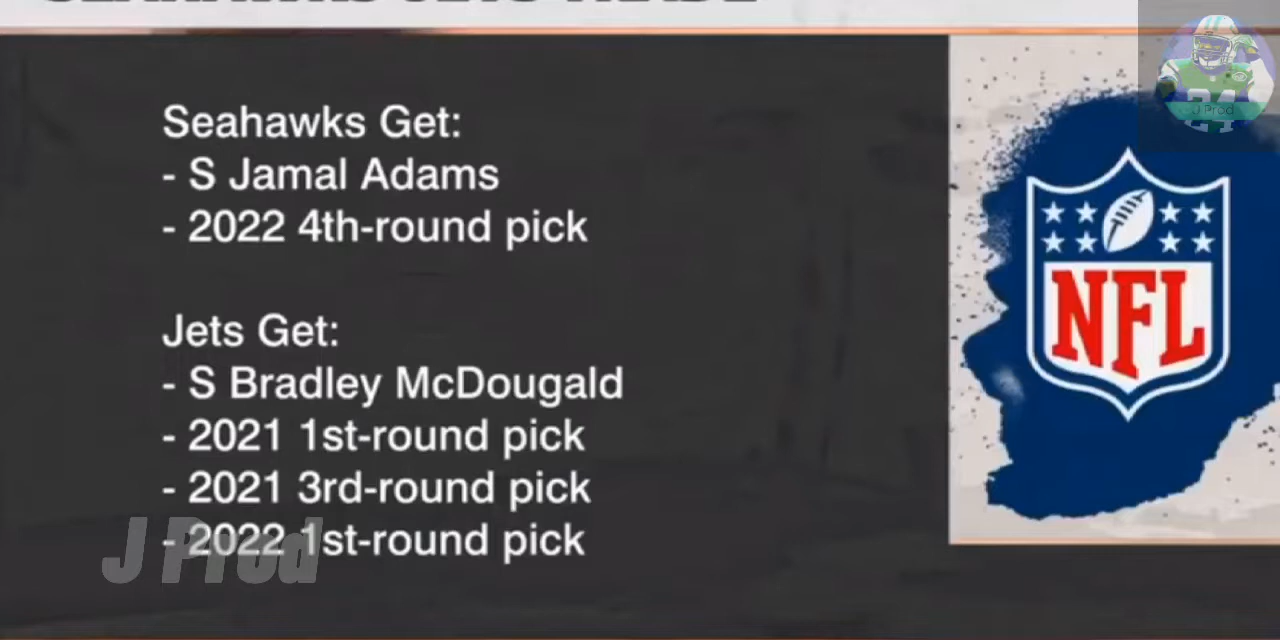 Seahawks Get:
- S Jamal Adams
- 2022 4th-round pick
Jets Get:
- S Bradley McDougald
- 2021 1st-round pick
- 2021 3rd-round pick
- 2022 1st-round pick
J Prod
NFL
J Prod